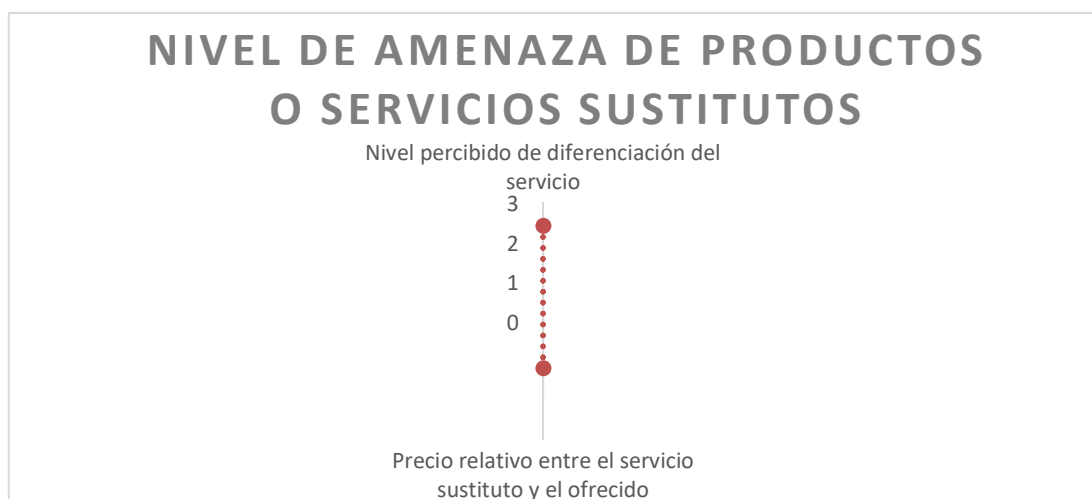 NIVEL DE AMENAZA DE PRODUCTOS
O SERVICIOS SUSTITUTOS
Nivel percibido de diferenciación del
servicio
3
2
1
0
Precio relativo entre el servicio
sustituto y el ofrecido